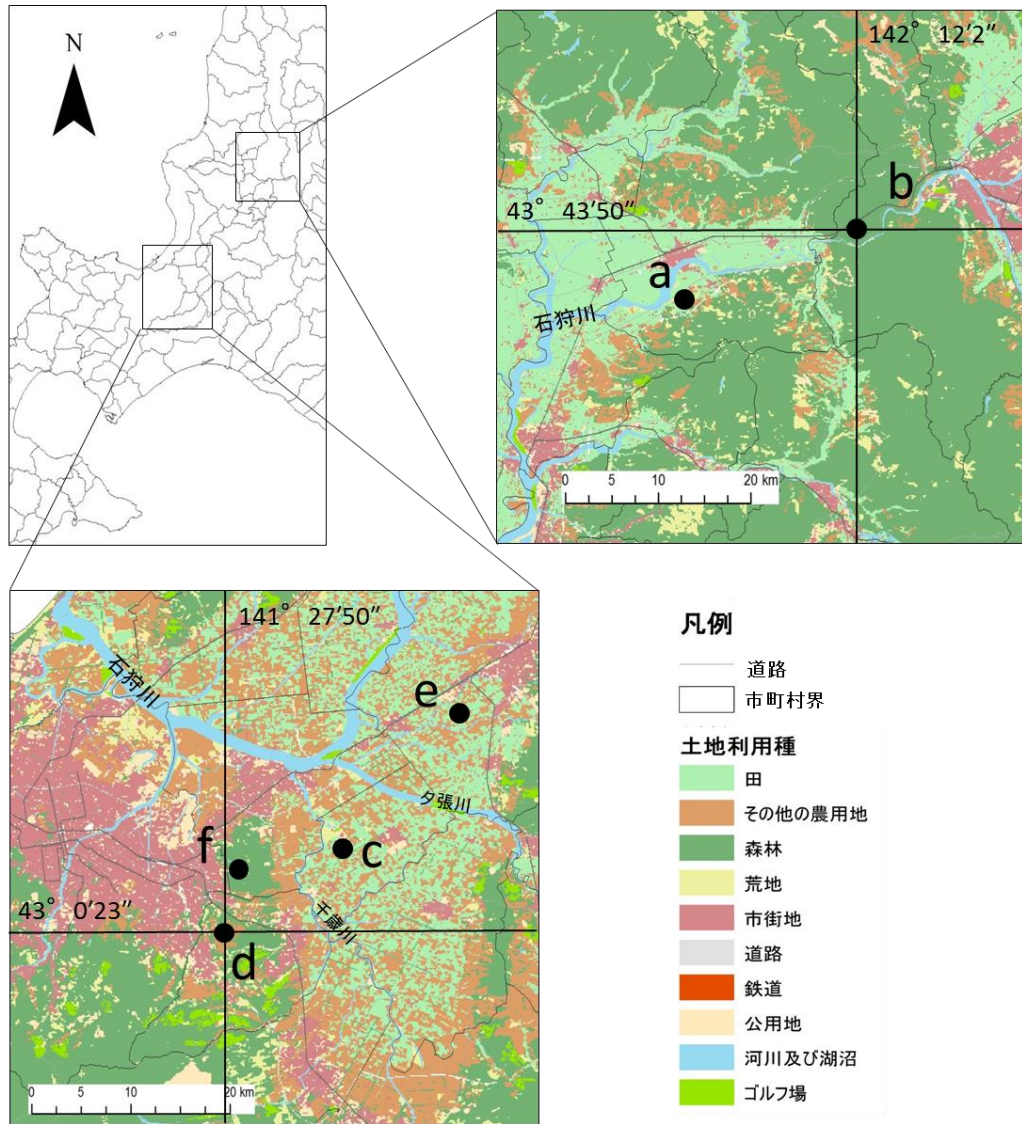 N
142° 12′2″
b
43° 43′50″
a
石狩川
0 5 10 20 km
141° 27′50″
石狩川
e
夕張川
f
c
43° 0′23″
千歳川
d
0 5 10 20 km
凡例
道路
市町村界
土地利用種
田
その他の農用地
森林
荒地
市街地
道路
鉄道
公用地
河川及び湖沼
ゴルフ場